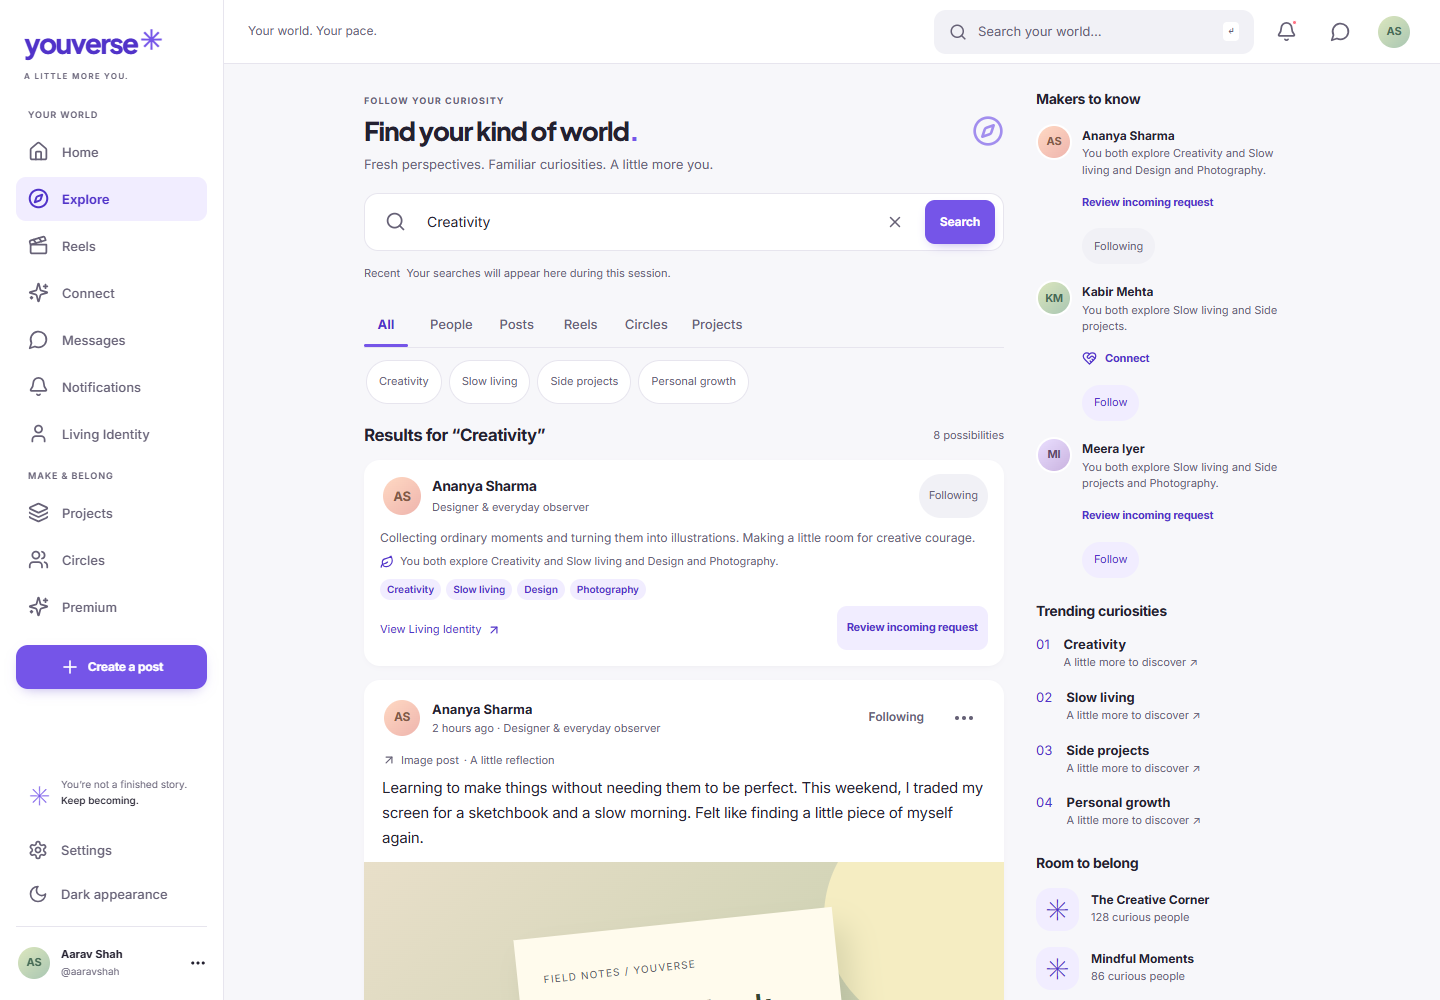 youverse
A LITTLE MORE YOU.
YOUR WORLD
Home
Explore
Reels
Connect
Messages
Notifications
Living Identity
MAKE & BELONG
Projects
Circles
Premium
Create a post
You're not a finished story.
Keep becoming.
Settings
Dark appearance
AS
Aarav Shah
@aaravshah
Your world. Your pace.
Search your world...
AS
FOLLOW YOUR CURIOSITY
Find your kind of world.
Fresh perspectives. Familiar curiosities. A little more you.
Creativity
Search
Recent Your searches will appear here during this session.
All People Posts Reels Circles Projects
Creativity Slow living Side projects Personal growth
Results for “Creativity”
8 possibilities
AS
Ananya Sharma
Designer & everyday observer
Following
Collecting ordinary moments and turning them into illustrations. Making a little room for creative courage.
You both explore Creativity and Slow living and Design and Photography.
Creativity Slow living Design Photography
View Living Identity
Review incoming request
AS
Ananya Sharma
2 hours ago · Designer & everyday observer
Following
Image post · A little reflection
Learning to make things without needing them to be perfect. This weekend, I traded my
screen for a sketchbook and a slow morning. Felt like finding a little piece of myself
again.
FIELD NOTES / YOUVERSE
Makers to know
AS
Ananya Sharma
You both explore Creativity and Slow
living and Design and Photography.
Review incoming request
Following
KM
Kabir Mehta
You both explore Slow living and Side
projects.
Connect
Follow
MI
Meera Iyer
You both explore Slow living and Side
projects and Photography.
Review incoming request
Follow
Trending curiosities
01 Creativity
A little more to discover
02 Slow living
A little more to discover
03 Side projects
A little more to discover
04 Personal growth
A little more to discover
Room to belong
The Creative Corner
128 curious people
Mindful Moments
86 curious people